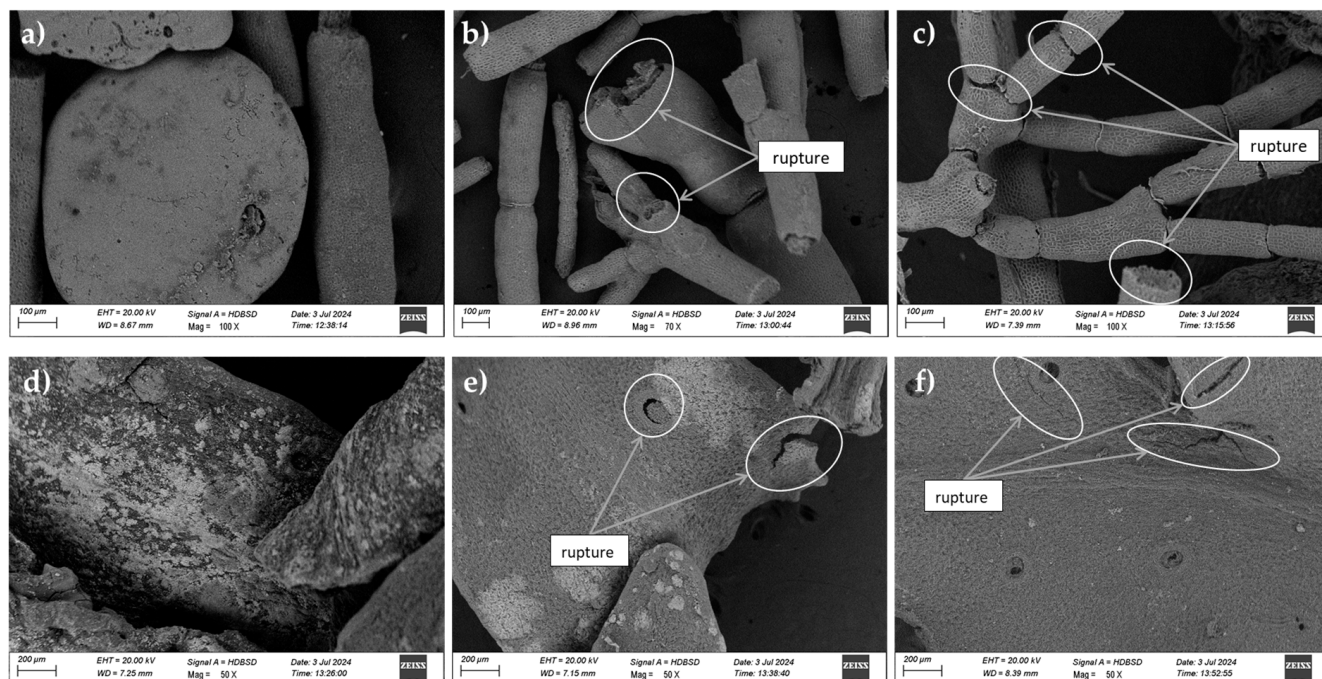 a)
100 µm
EHT = 20.00 kV
WD = 8.67 mm
Signal A = HDBSD
Mag = 100 X
Date: 3 Jul 2024
Time: 12:38:14
ZEISS
b)
rupture
100 µm
EHT = 20.00 kV
WD = 8.96 mm
Signal A = HDBSD
Mag = 70 X
Date: 3 Jul 2024
Time: 13:00:44
ZEISS
c)
rupture
100 µm
EHT = 20.00 kV
WD = 7.39 mm
Signal A = HDBSD
Mag = 100 X
Date: 3 Jul 2024
Time: 13:15:56
ZEISS
d)
200 µm
EHT = 20.00 kV
WD = 7.25 mm
Signal A = HDBSD
Mag = 50 X
Date: 3 Jul 2024
Time: 13:26:00
ZEISS
e)
rupture
200 µm
EHT = 20.00 kV
WD = 7.15 mm
Signal A = HDBSD
Mag = 50 X
Date: 3 Jul 2024
Time: 13:38:40
ZEISS
f)
rupture
200 µm
EHT = 20.00 kV
WD = 8.39 mm
Signal A = HDBSD
Mag = 50 X
Date: 3 Jul 2024
Time: 13:52:55
ZEISS